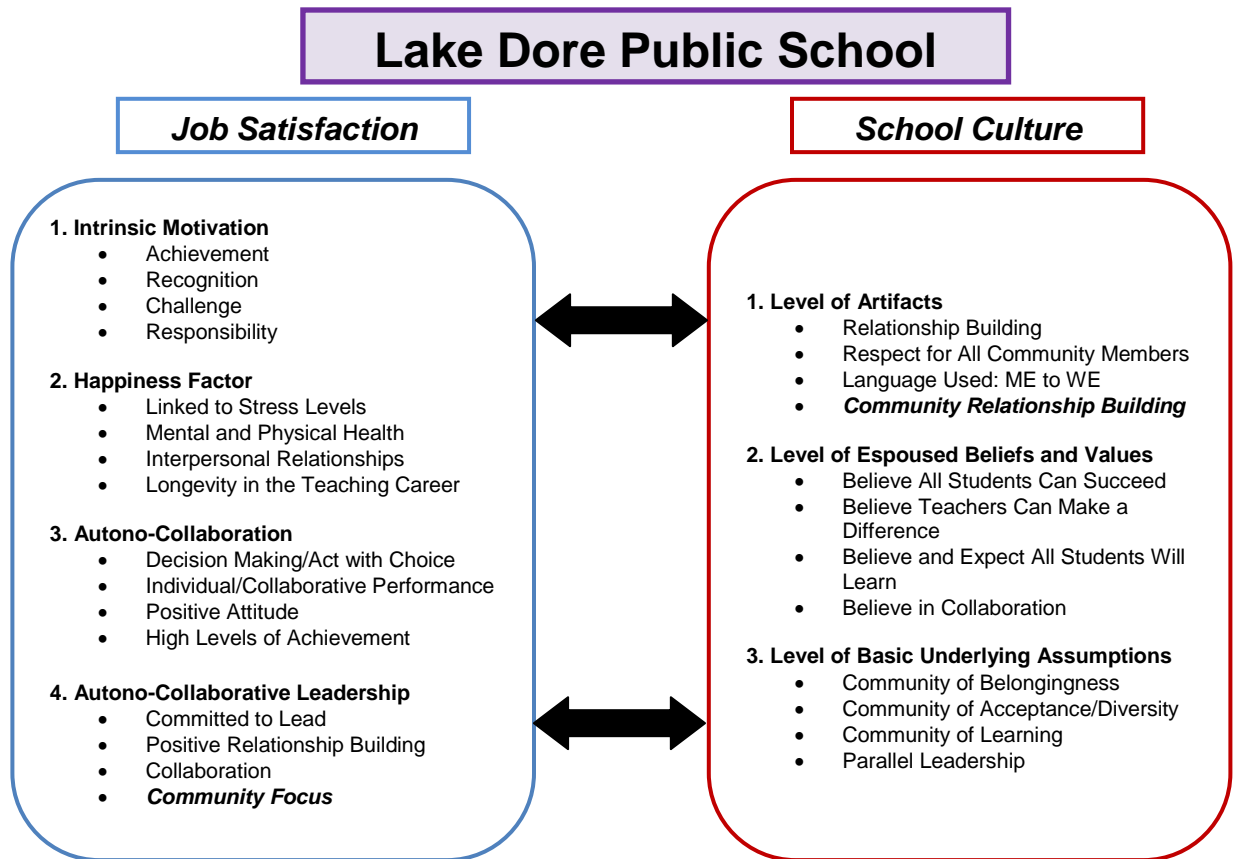 Lake Dore Public School
Job Satisfaction
1. Intrinsic Motivation
• Achievement
• Recognition
• Challenge
• Responsibility
2. Happiness Factor
• Linked to Stress Levels
• Mental and Physical Health
• Interpersonal Relationships
• Longevity in the Teaching Career
3. Autono-Collaboration
• Decision Making/Act with Choice
• Individual/Collaborative Performance
• Positive Attitude
• High Levels of Achievement
4. Autono-Collaborative Leadership
• Committed to Lead
• Positive Relationship Building
• Collaboration
• Community Focus
School Culture
1. Level of Artifacts
• Relationship Building
• Respect for All Community Members
• Language Used: ME to WE
• Community Relationship Building
2. Level of Espoused Beliefs and Values
• Believe All Students Can Succeed
• Believe Teachers Can Make a
Difference
• Believe and Expect All Students Will
Learn
• Believe in Collaboration
3. Level of Basic Underlying Assumptions
• Community of Belongingness
• Community of Acceptance/Diversity
• Community of Learning
• Parallel Leadership